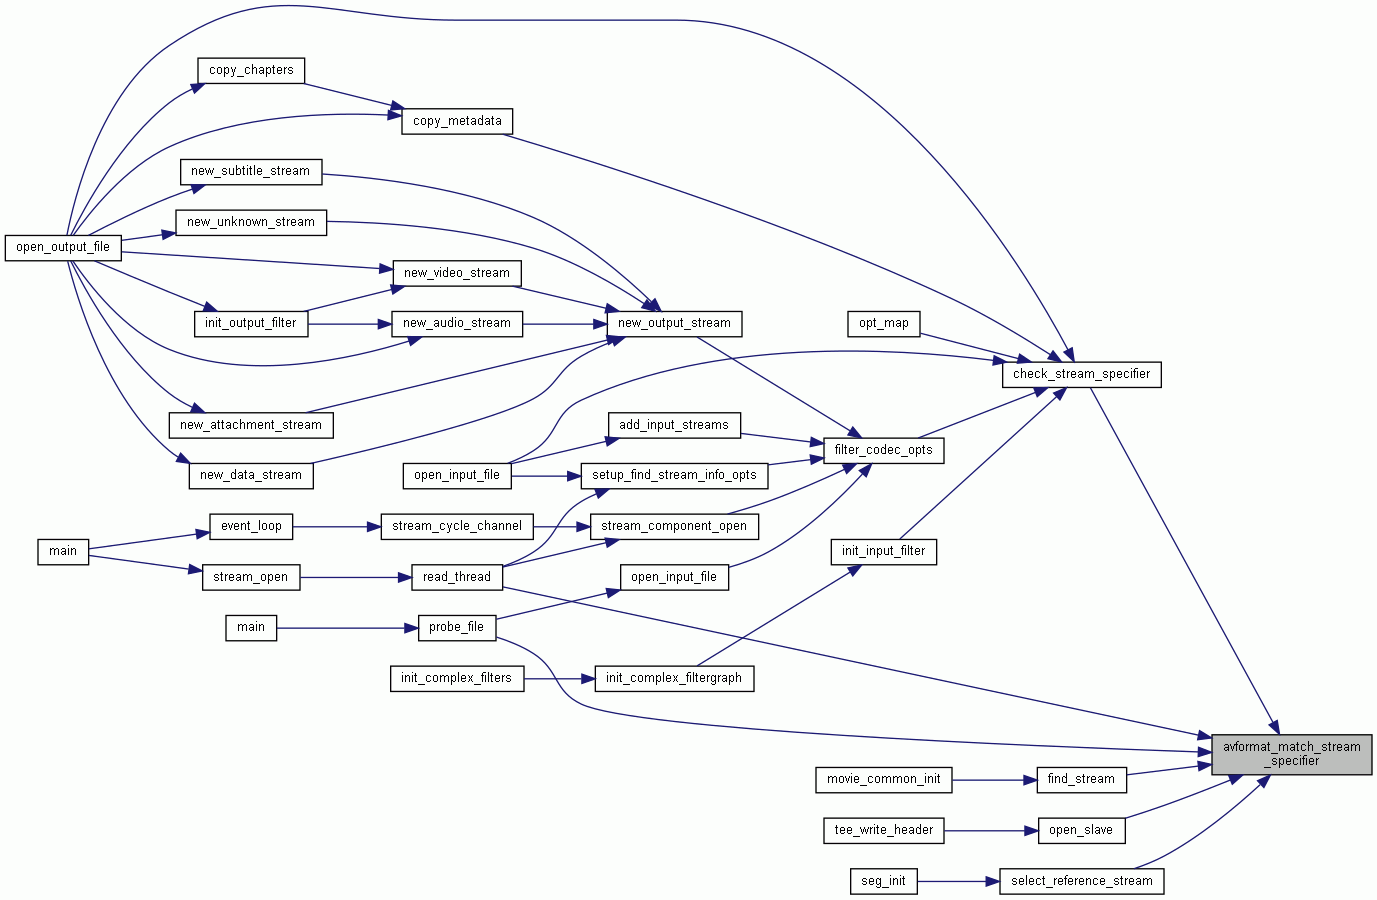 copy_chapters
copy_metadata
new_subtitle_stream
new_unknown_stream
open_output_file
new_video_stream
init_output_filter
new_audio_stream
new_output_stream
opt_map
check_stream_specifier
new_attachment_stream
add_input_streams
filter_codec_opts
new_data_stream
open_input_file
setup_find_stream_info_opts
event_loop
stream_cycle_channel
stream_component_open
main
init_input_filter
stream_open
read_thread
open_input_file
main
probe_file
init_complex_filters
init_complex_filtergraph
avformat_match_stream
_specifier
movie_common_init
find_stream
tee_write_header
open_slave
seg_init
select_reference_stream